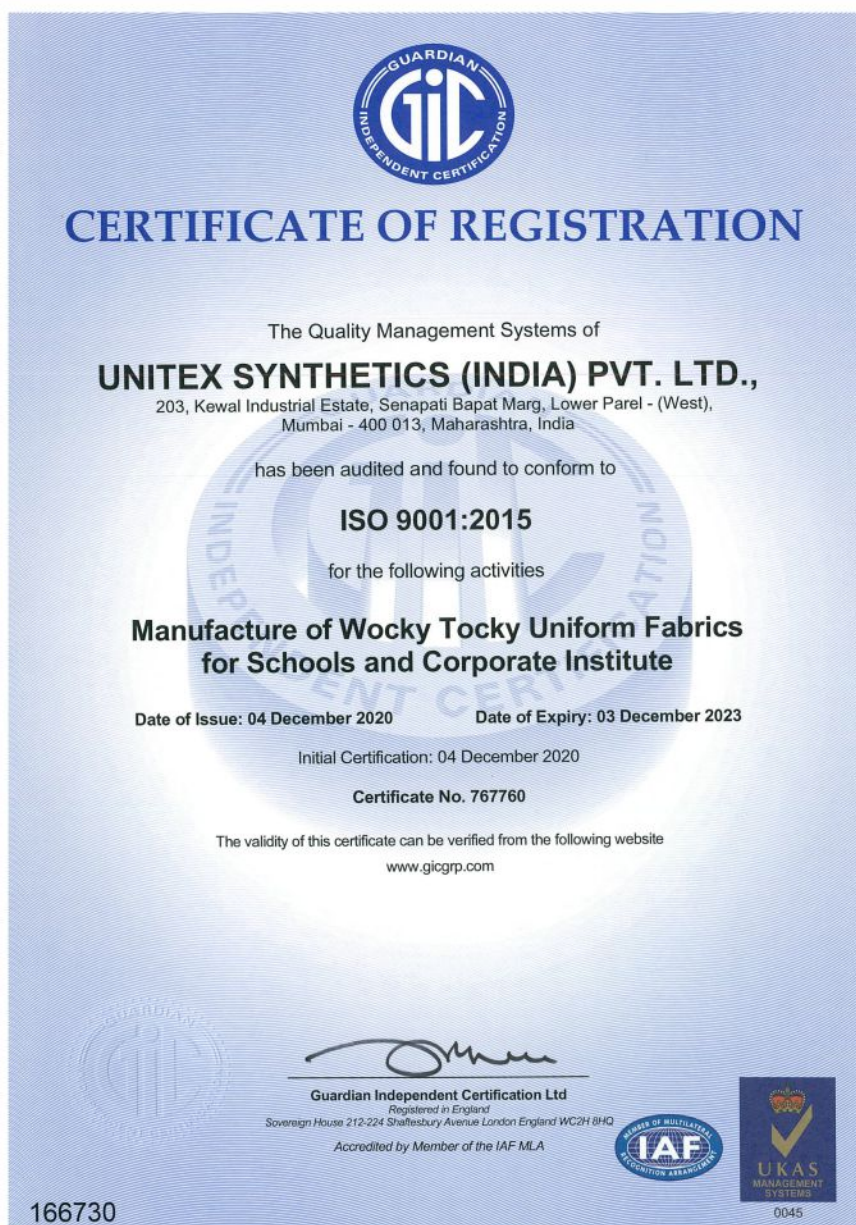 GUARDIAN
GIC
INDEPENDENT CERTIFICATION
CERTIFICATE OF REGISTRATION
The Quality Management Systems of
UNITEX SYNTHETICS (INDIA) PVT. LTD.,
203, Kewal Industrial Estate, Senapati Bapat Marg, Lower Parel - (West),
Mumbai - 400 013, Maharashtra, India
has been audited and found to conform to
ISO 9001:2015
for the following activities
Manufacture of Wocky Tocky Uniform Fabrics
for Schools and Corporate Institute
Date of Issue: 04 December 2020 Date of Expiry: 03 December 2023
Initial Certification: 04 December 2020
Certificate No. 767760
The validity of this certificate can be verified from the following website
www.gicgrp.com
Guardian Independent Certification Ltd
Registered in England
Sovereign House 212-224 Shaftesbury Avenue London England WC2H 8HQ
Accredited by Member of the IAF MLA
MEMBER OF MULTILATERAL
IAF
RECOGNITION ARRANGEMENT
UKAS
MANAGEMENT
SYSTEMS
0045
166730